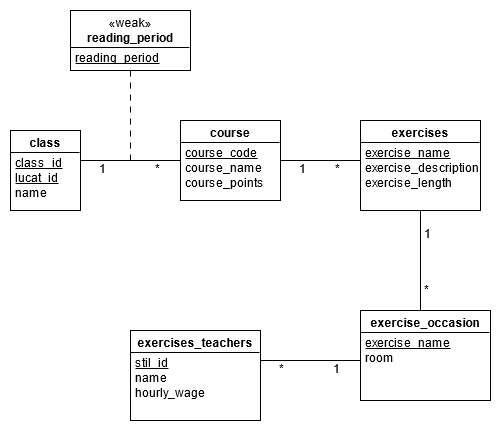 «weak»
reading_period
reading_period
class
class_id
lucat_id
name
1
*
course
course_code
course_name
course_points
1
*
exercises
exercise_name
exercise_description
exercise_length
1
*
exercise_occasion
exercise_name
room
exercises_teachers
stil_id
name
hourly_wage
*
1